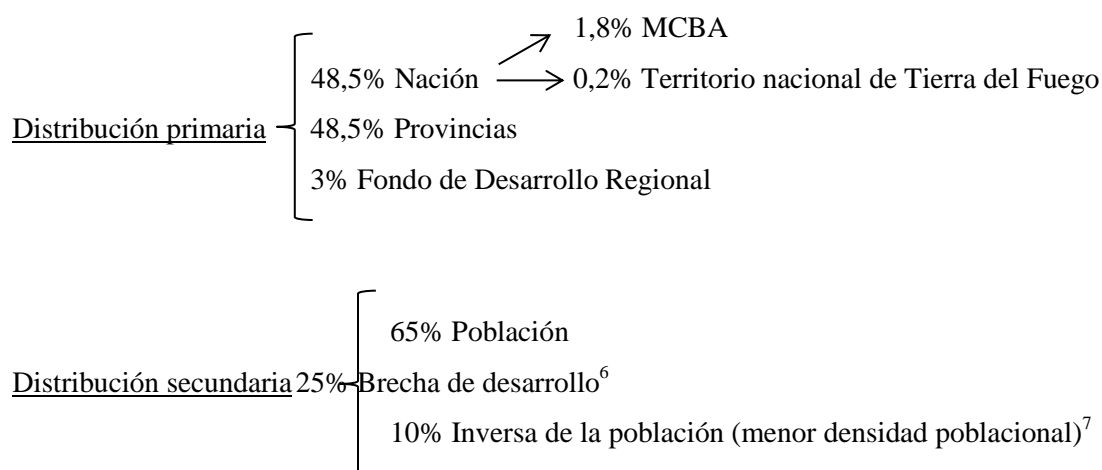 1,8% MCBA
48,5% Nación 0,2% Territorio nacional de Tierra del Fuego
Distribución primaria 48,5% Provincias
3% Fondo de Desarrollo Regional
65% Población
Distribución secundaria 25% Brecha de desarrollo6
10% Inversa de la población (menor densidad poblacional)7